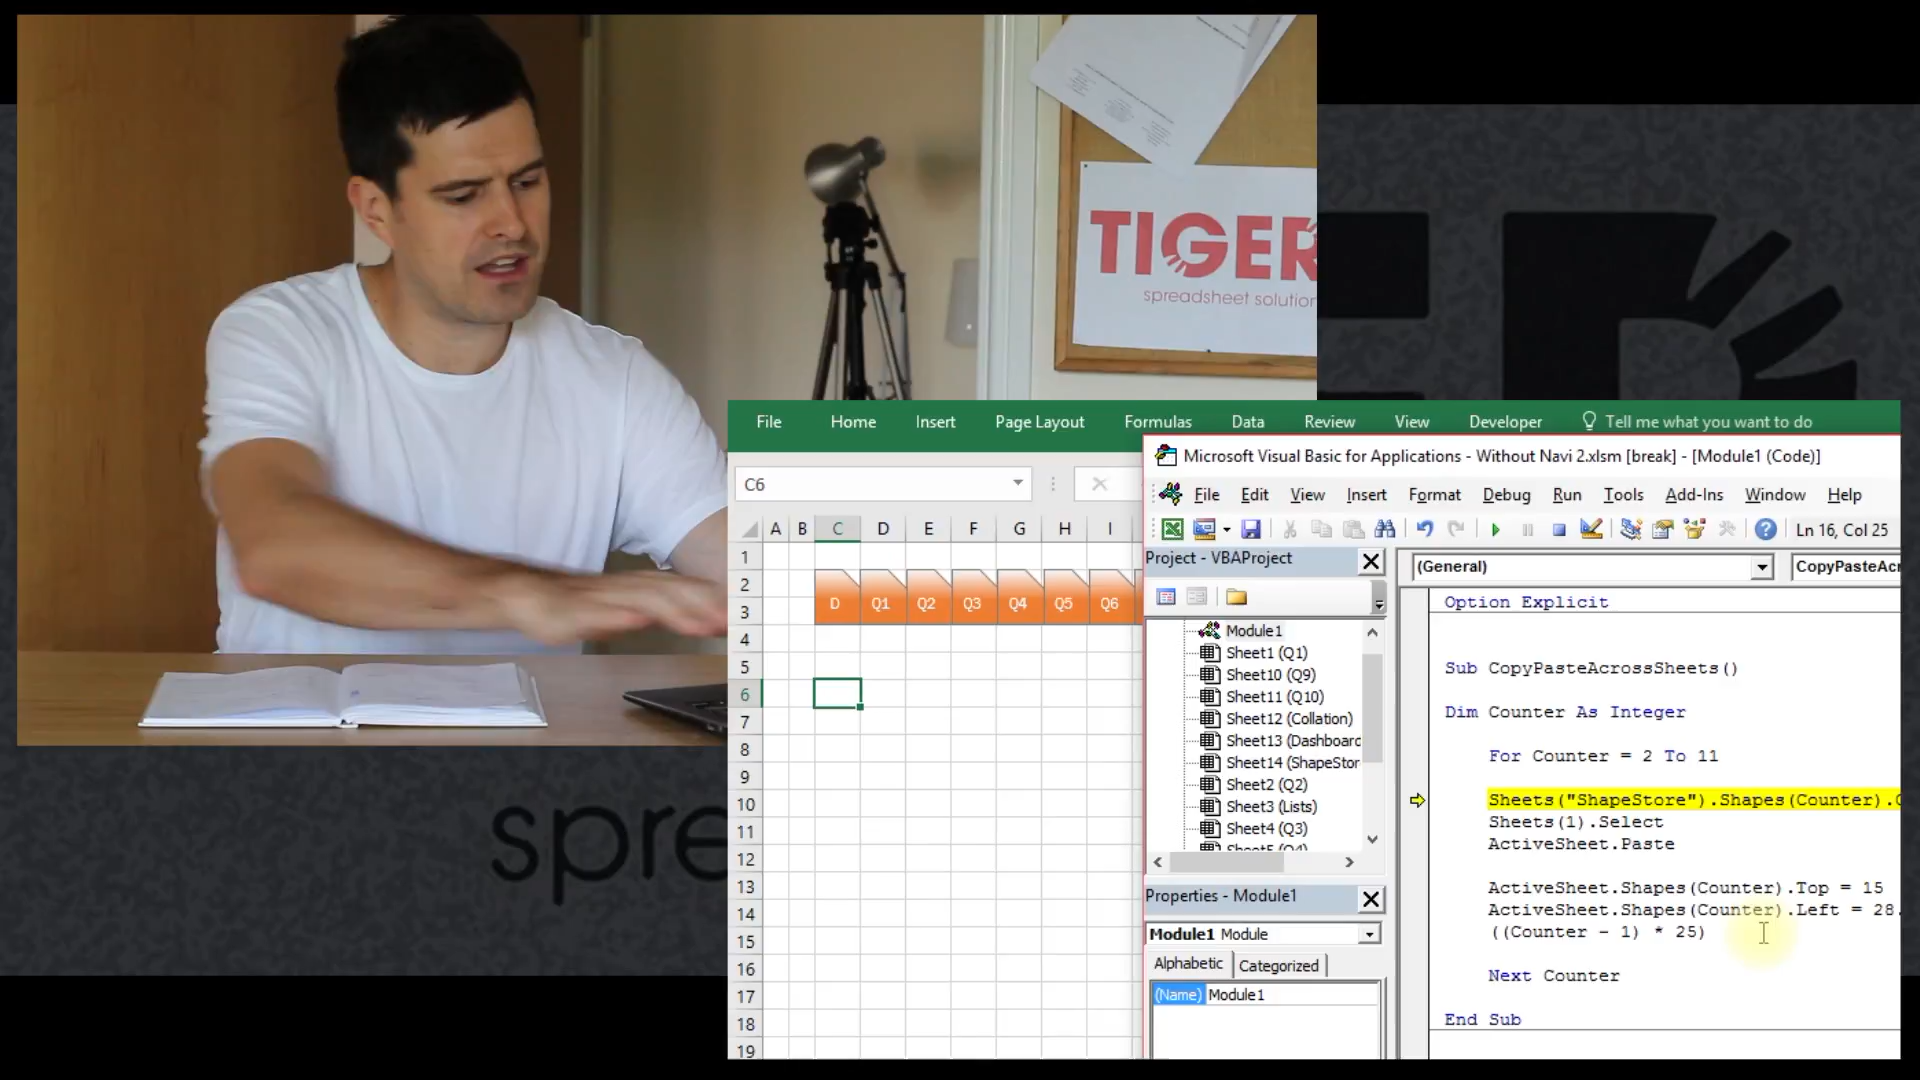 TIGER
spreadsheet solution
spre
File Home Insert Page Layout Formulas Data Review View Developer Tell me what you want to do
Microsoft Visual Basic for Applications - Without Navi 2.xlsm [break] - [Module1 (Code)]
C6
File Edit View Insert Format Debug Run Tools Add-Ins Window Help
Ln 16, Col 25
A B C D E F G H I
1
2
3
4
5
6
7
8
9
10
11
12
13
14
15
16
17
18
19
D Q1 Q2 Q3 Q4 Q5 Q6
Project - VBAProject
Module1
Sheet1 (Q1)
Sheet10 (Q9)
Sheet11 (Q10)
Sheet12 (Collation)
Sheet13 (Dashboard
Sheet14 (ShapeStor
Sheet2 (Q2)
Sheet3 (Lists)
Sheet4 (Q3)
Sheet5 (Q4)
Properties - Module1
Module1 Module
Alphabetic Categorized
(Name) Module1
(General) CopyPasteAcr
Option Explicit
Sub CopyPasteAcrossSheets()
Dim Counter As Integer
For Counter = 2 To 11
Sheets("ShapeStore").Shapes(Counter).
Sheets(1).Select
ActiveSheet.Paste
ActiveSheet.Shapes(Counter).Top = 15
ActiveSheet.Shapes(Counter).Left = 28.
((Counter - 1) * 25)
Next Counter
End Sub